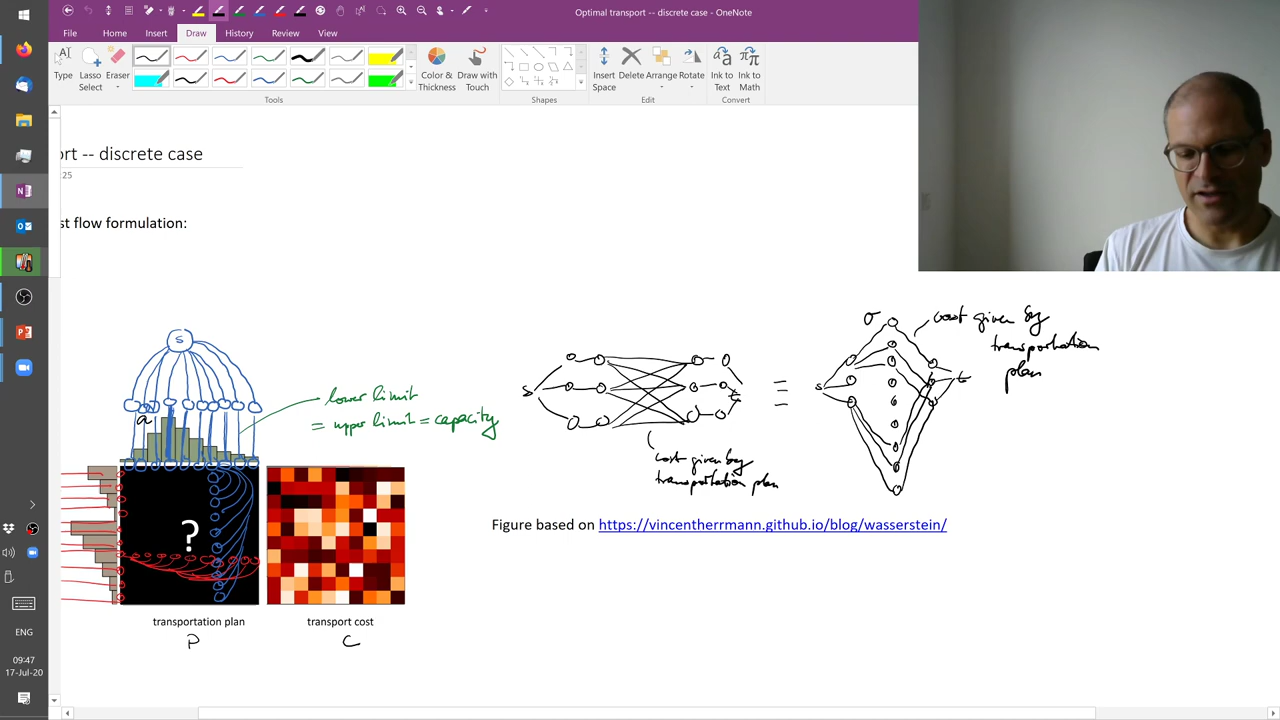 Optimal transport -- discrete case - OneNote
File Home Insert Draw History Review View
Type
Lasso Select
Eraser
Color & Thickness
Draw with Touch
Insert Space
Delete
Arrange
Rotate
Ink to Text
Ink to Math
Tools
Shapes
Edit
Convert
ort -- discrete case
25
st flow formulation:
s
a
lower limit
= upper limit = capacity
?
transportation plan
P
transport cost
C
s
t
cost given by
transportation plan
≡
σ
s
t
cost given by
transportation
plan
Figure based on https://vincentherrmann.github.io/blog/wasserstein/
ENG
09:47
17-Jul-20